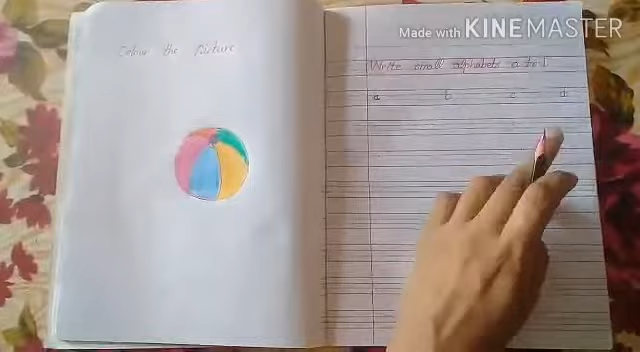 Made with KINEMASTER
Colour the Picture
Write small alphabets a to l
a b c d